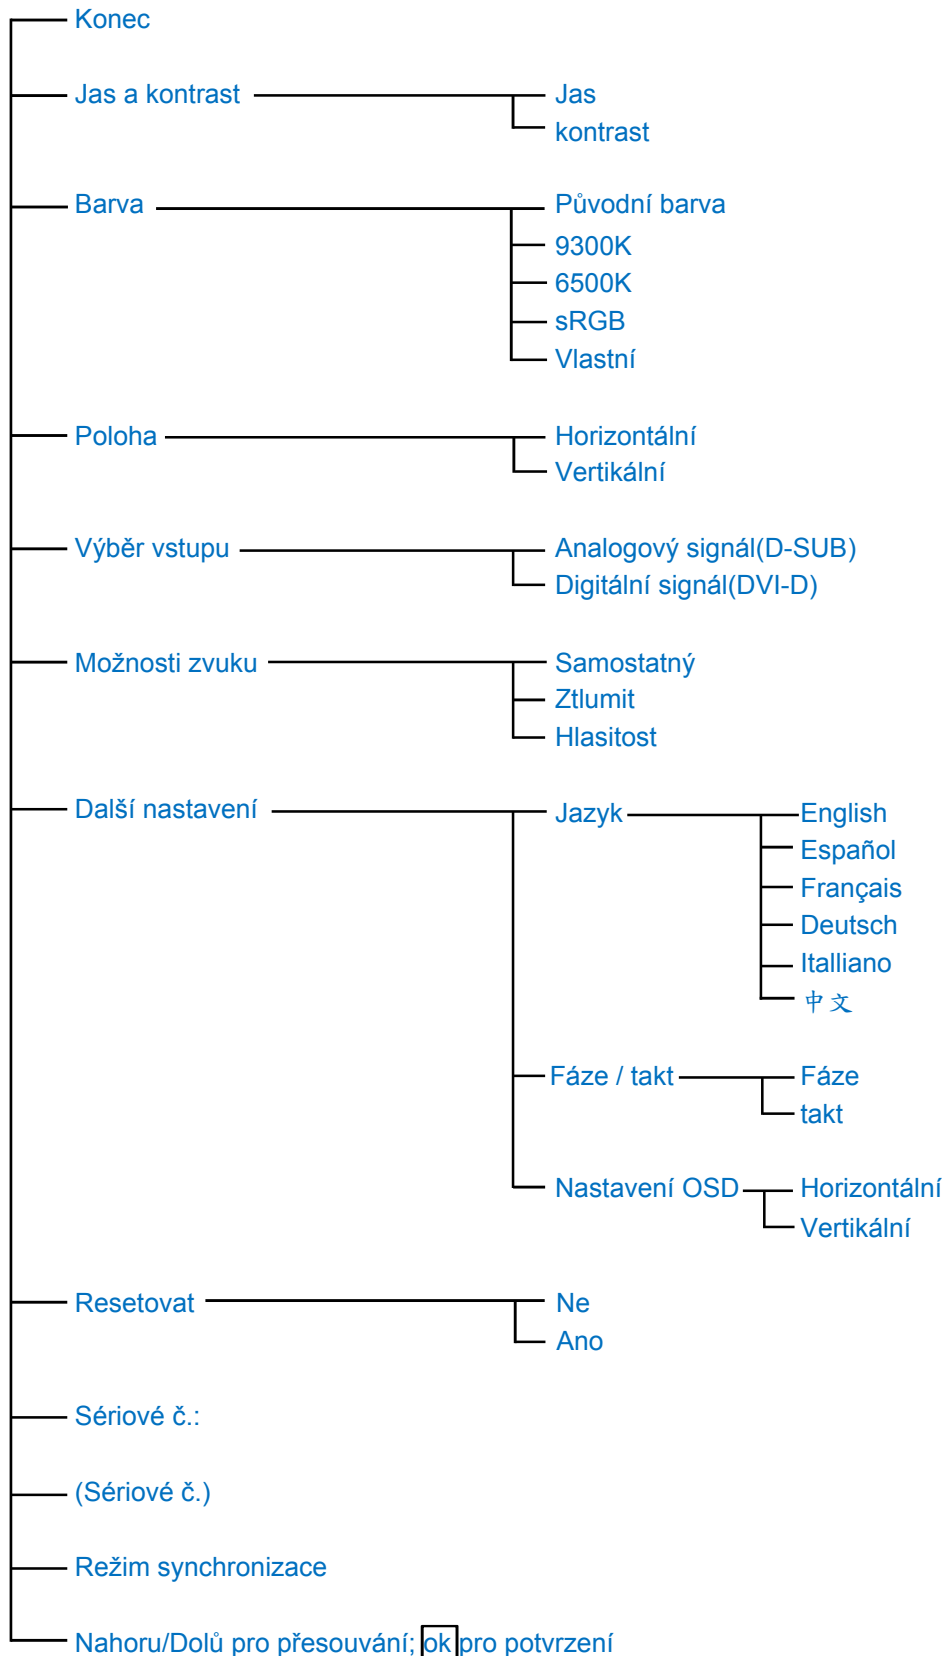 Konec
Jas a kontrast
Jas
kontrast
Barva
Původní barva
9300K
6500K
sRGB
Vlastní
Poloha
Horizontální
Vertikální
Výběr vstupu
Analogový signál(D-SUB)
Digitální signál(DVI-D)
Možnosti zvuku
Samostatný
Ztlumit
Hlasitost
Další nastavení
Jazyk
English
Español
Français
Deutsch
Italliano
中文
Fáze / takt
Fáze
takt
Nastavení OSD
Horizontální
Vertikální
Resetovat
Ne
Ano
Sériové č.:
(Sériové č.)
Režim synchronizace
Nahoru/Dolů pro přesouvání; ok pro potvrzení